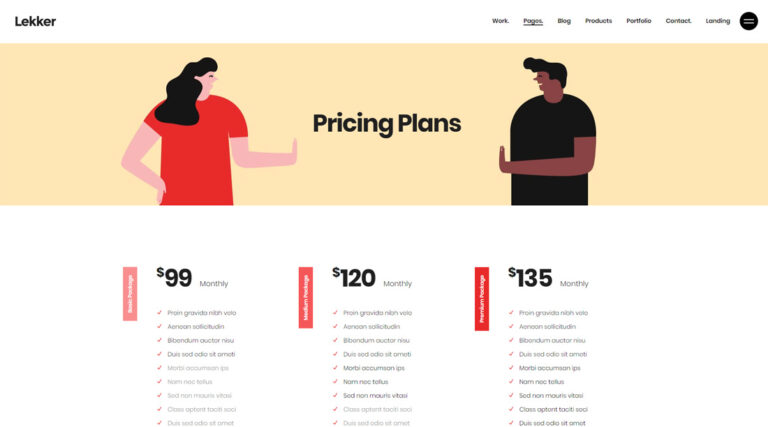 Lekker
Work. Pages. Blog Products Portfolio Contact. Landing
Pricing Plans
Basic Package
$99 Monthly
Proin gravida nibh velo
Aenean sollicitudin
Bibendum auctor nisu
Duis sed odio sit ameti
Morbi accumsan ips
Nam nec tellus
Sed non mauris vitasi
Class aptent taciti soci
Duis sed odio sit ameti
Medium Package
$120 Monthly
Proin gravida nibh velo
Aenean sollicitudin
Bibendum auctor nisu
Duis sed odio sit ameti
Morbi accumsan ips
Nam nec tellus
Sed non mauris vitasi
Class aptent taciti soci
Duis sed odio sit ameti
Premium Package
$135 Monthly
Proin gravida nibh velo
Aenean sollicitudin
Bibendum auctor nisu
Duis sed odio sit ameti
Morbi accumsan ips
Nam nec tellus
Sed non mauris vitasi
Class aptent taciti soci
Duis sed odio sit ameti